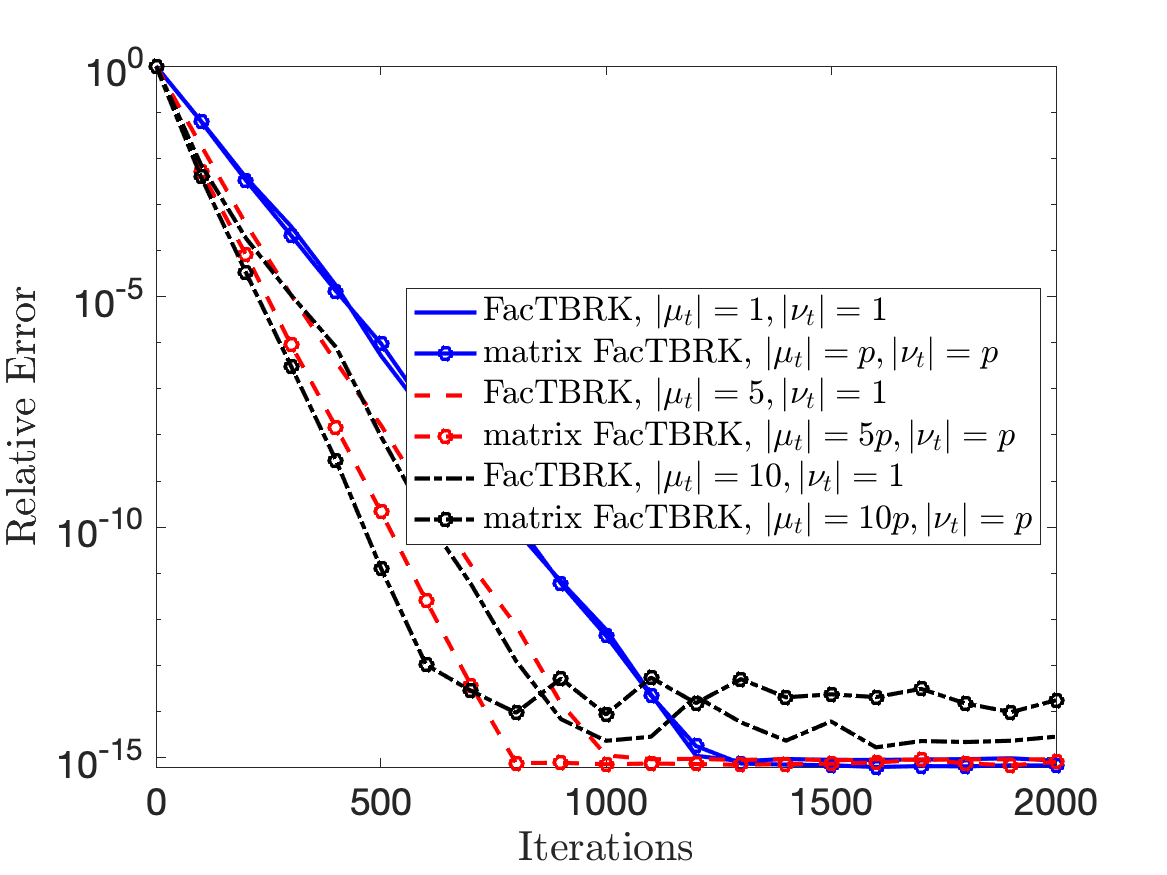 10^0
10^-5
10^-10
10^-15
Relative Error
FacTBRK, |μ_t| = 1, |ν_t| = 1
matrix FacTBRK, |μ_t| = p, |ν_t| = p
FacTBRK, |μ_t| = 5, |ν_t| = 1
matrix FacTBRK, |μ_t| = 5p, |ν_t| = p
FacTBRK, |μ_t| = 10, |ν_t| = 1
matrix FacTBRK, |μ_t| = 10p, |ν_t| = p
0 500 1000 1500 2000
Iterations